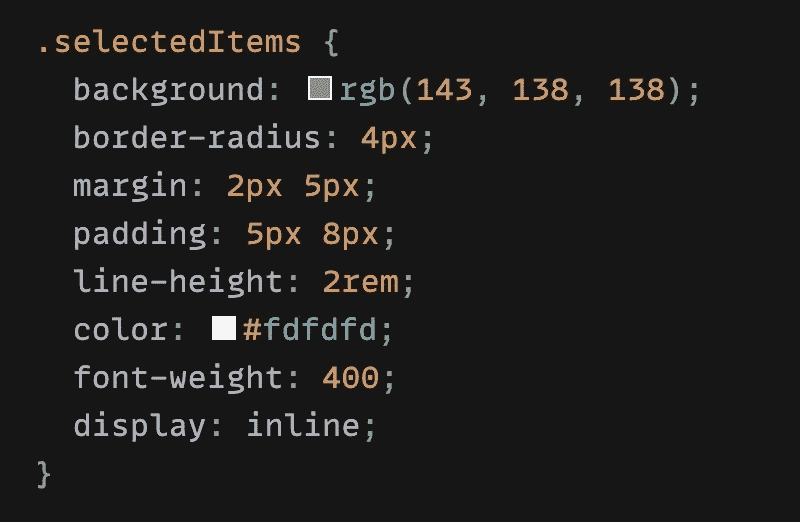 .selectedItems {
background: rgb(143, 138, 138);
border-radius: 4px;
margin: 2px 5px;
padding: 5px 8px;
line-height: 2rem;
color: #fdfdfd;
font-weight: 400;
display: inline;
}